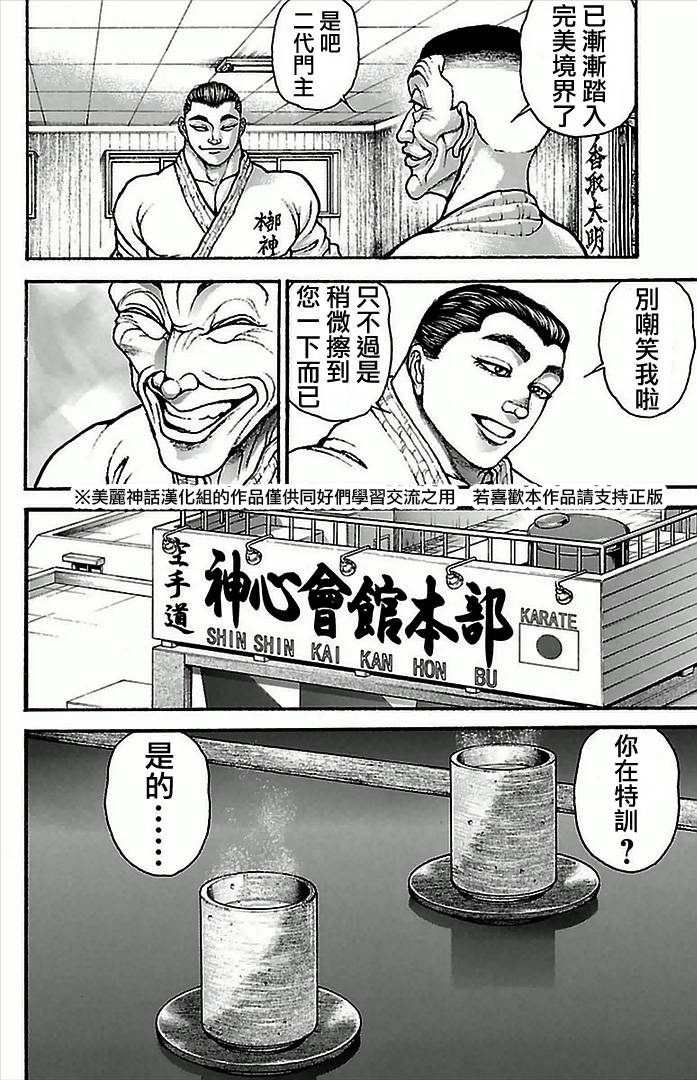 已漸漸踏入
完美境界了
是吧
二代門主
香取大明
本部
神
別嘲笑我啦
只不過是
稍微擦到
您一下而已
※美麗神話漢化組的作品僅供同好們學習交流之用 若喜歡本作品請支持正版
空手道
神心會館本部
KARATE
SHIN SHIN KAI KAN HON BU
你在特訓？
是的……